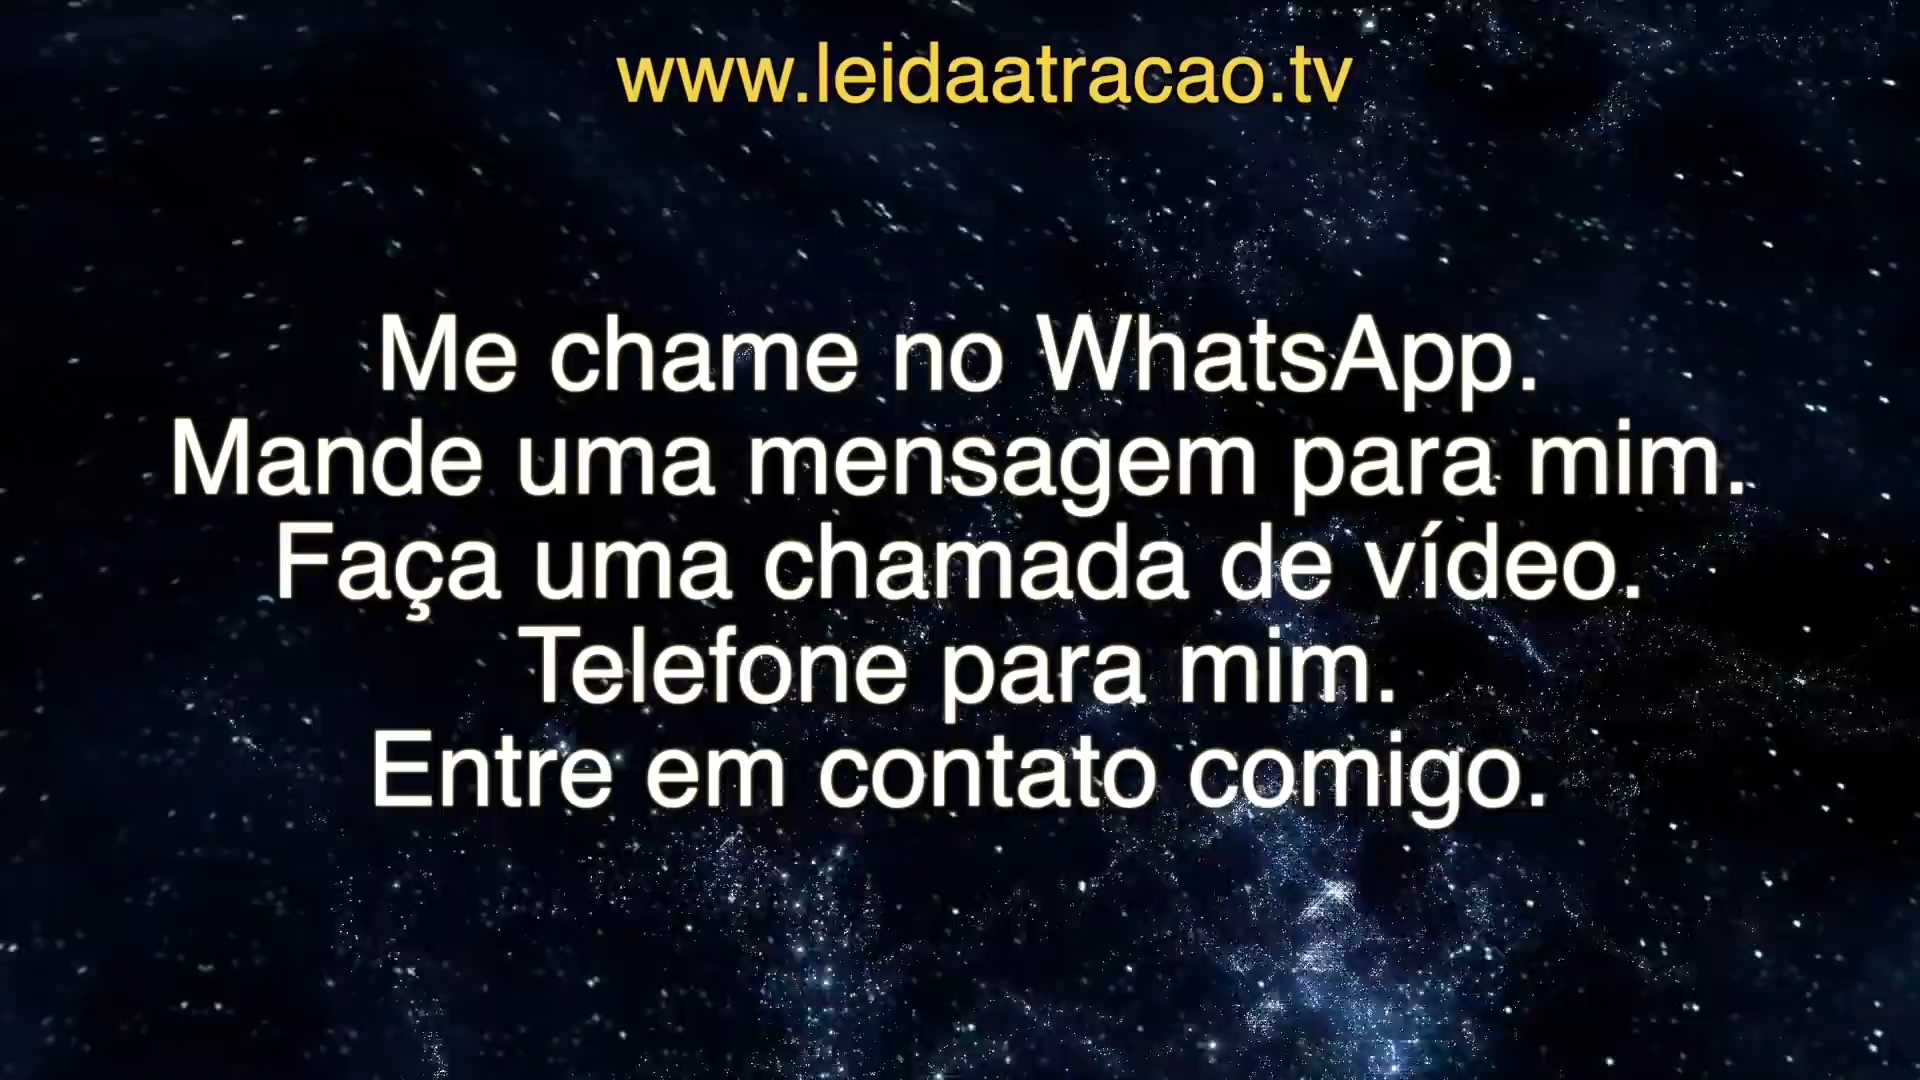 www.leidaatracao.tv
Me chame no WhatsApp.
Mande uma mensagem para mim.
Faça uma chamada de vídeo.
Telefone para mim.
Entre em contato comigo.